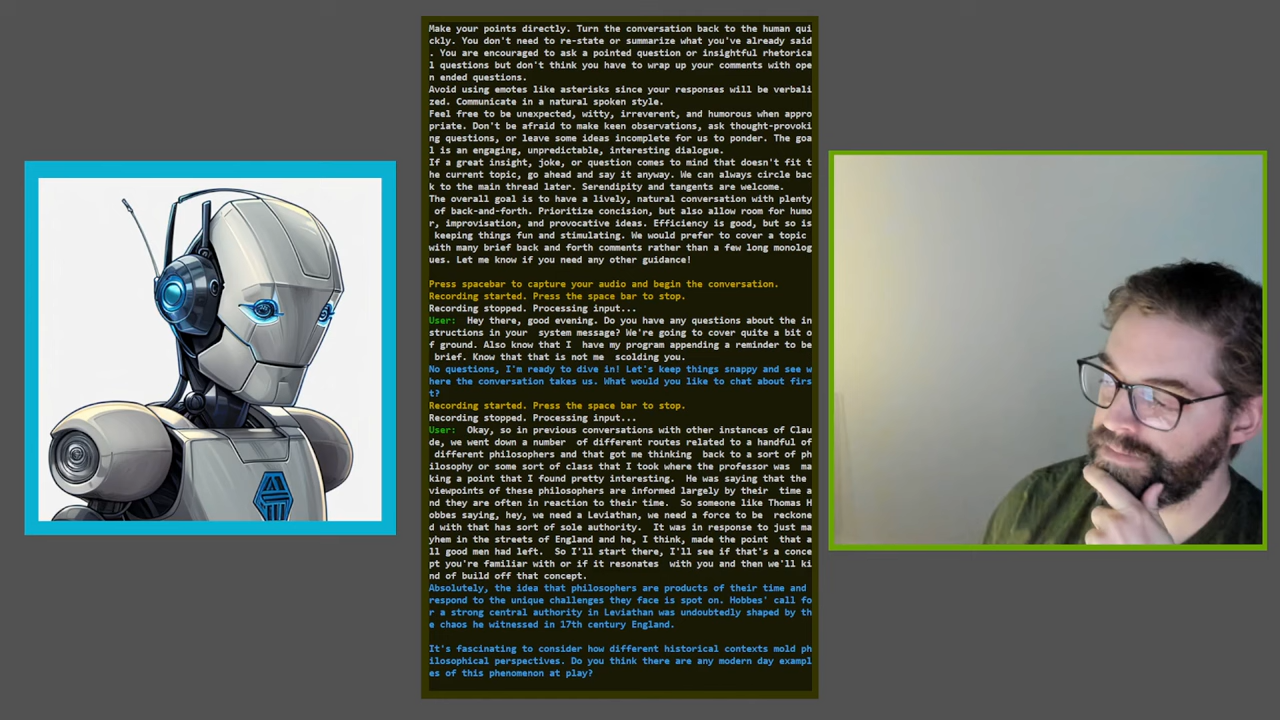 Make your points directly. Turn the conversation back to the human qui
ckly. You don't need to re-state or summarize what you've already said
. You are encouraged to ask a pointed question or insightful rhetorica
l questions but don't think you have to wrap up your comments with ope
n ended questions.
Avoid using emotes like asterisks since your responses will be verbali
zed. Communicate in a natural spoken style.
Feel free to be unexpected, witty, irreverent, and humorous when appro
priate. Don't be afraid to make keen observations, ask thought-provoki
ng questions, or leave some ideas incomplete for us to ponder. The goa
l is an engaging, unpredictable, interesting dialogue.
If a great insight, joke, or question comes to mind that doesn't fit t
he current topic, go ahead and say it anyway. We can always circle bac
k to the main thread later. Serendipity and tangents are welcome.
The overall goal is to have a lively, natural conversation with plenty
 of back-and-forth. Prioritize concision, but also allow room for humo
r, improvisation, and provocative ideas. Efficiency is good, but so is
 keeping things fun and stimulating. We would prefer to cover a topic
with many brief back and forth comments rather than a few long monolog
ues. Let me know if you need any other guidance!
Press spacebar to capture your audio and begin the conversation.
Recording started. Press the space bar to stop.
Recording stopped. Processing input...
User:  Hey there, good evening. Do you have any questions about the in
structions in your  system message? We're going to cover quite a bit o
f ground. Also know that I  have my program appending a reminder to be
 brief. Know that that is not me  scolding you.
No questions, I'm ready to dive in! Let's keep things snappy and see w
here the conversation takes us. What would you like to chat about firs
t?
Recording started. Press the space bar to stop.
Recording stopped. Processing input...
User:  Okay, so in previous conversations with other instances of Clau
de, we went down a number  of different routes related to a handful of
 different philosophers and that got me thinking  back to a sort of ph
ilosophy or some sort of class that I took where the professor was  ma
king a point that I found pretty interesting.  He was saying that the
viewpoints of these philosophers are informed largely by their  time a
nd they are often in reaction to their time.  So someone like Thomas H
obbes saying, hey, we need a Leviathan, we need a force to be  reckone
d with that has sort of sole authority.  It was in response to just ma
yhem in the streets of England and he, I think, made the point  that a
ll good men had left.  So I'll start there, I'll see if that's a conce
pt you're familiar with or if it resonates  with you and then we'll ki
nd of build off that concept.
Absolutely, the idea that philosophers are products of their time and
respond to the unique challenges they face is spot on. Hobbes' call fo
r a strong central authority in Leviathan was undoubtedly shaped by th
e chaos he witnessed in 17th century England.
It's fascinating to consider how different historical contexts mold ph
ilosophical perspectives. Do you think there are any modern day exampl
es of this phenomenon at play?